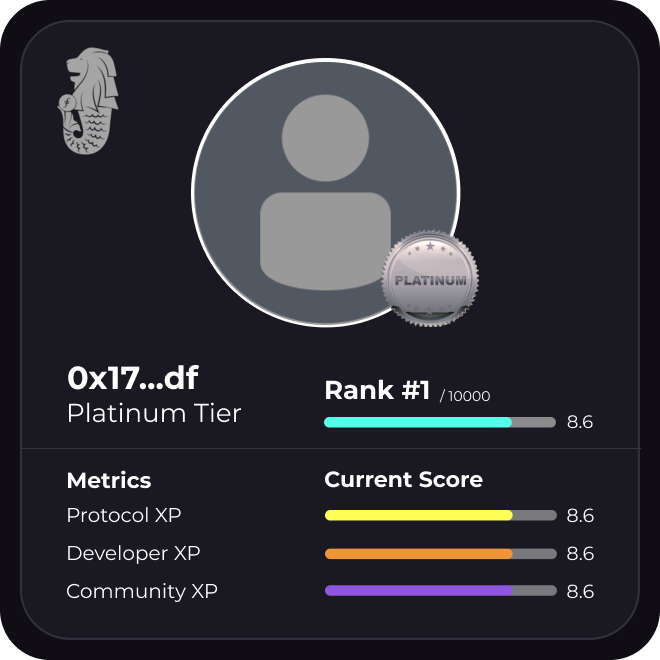 PLATINUM
0x17...df
Platinum Tier
Rank #1 / 10000
8.6
Metrics
Current Score
Protocol XP
8.6
Developer XP
8.6
Community XP
8.6